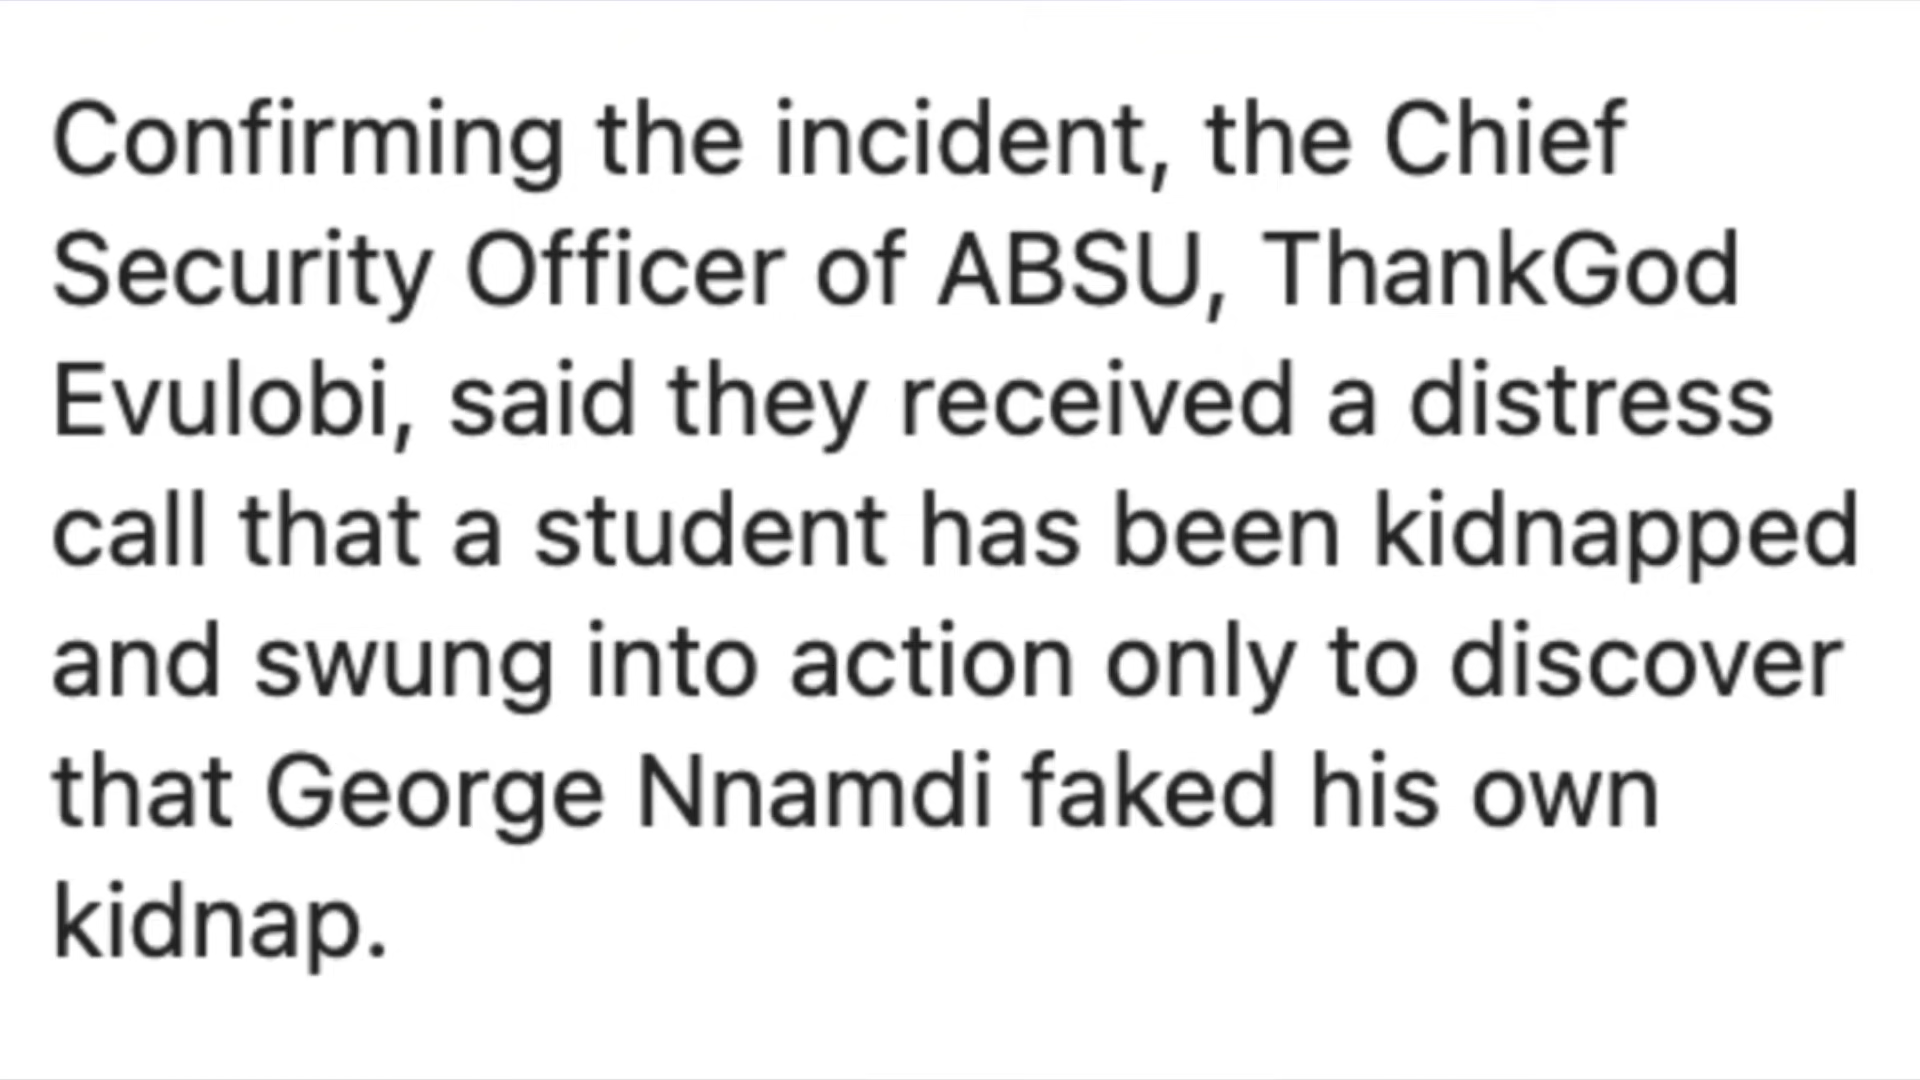 Confirming the incident, the Chief
Security Officer of ABSU, ThankGod
Evulobi, said they received a distress
call that a student has been kidnapped
and swung into action only to discover
that George Nnamdi faked his own
kidnap.